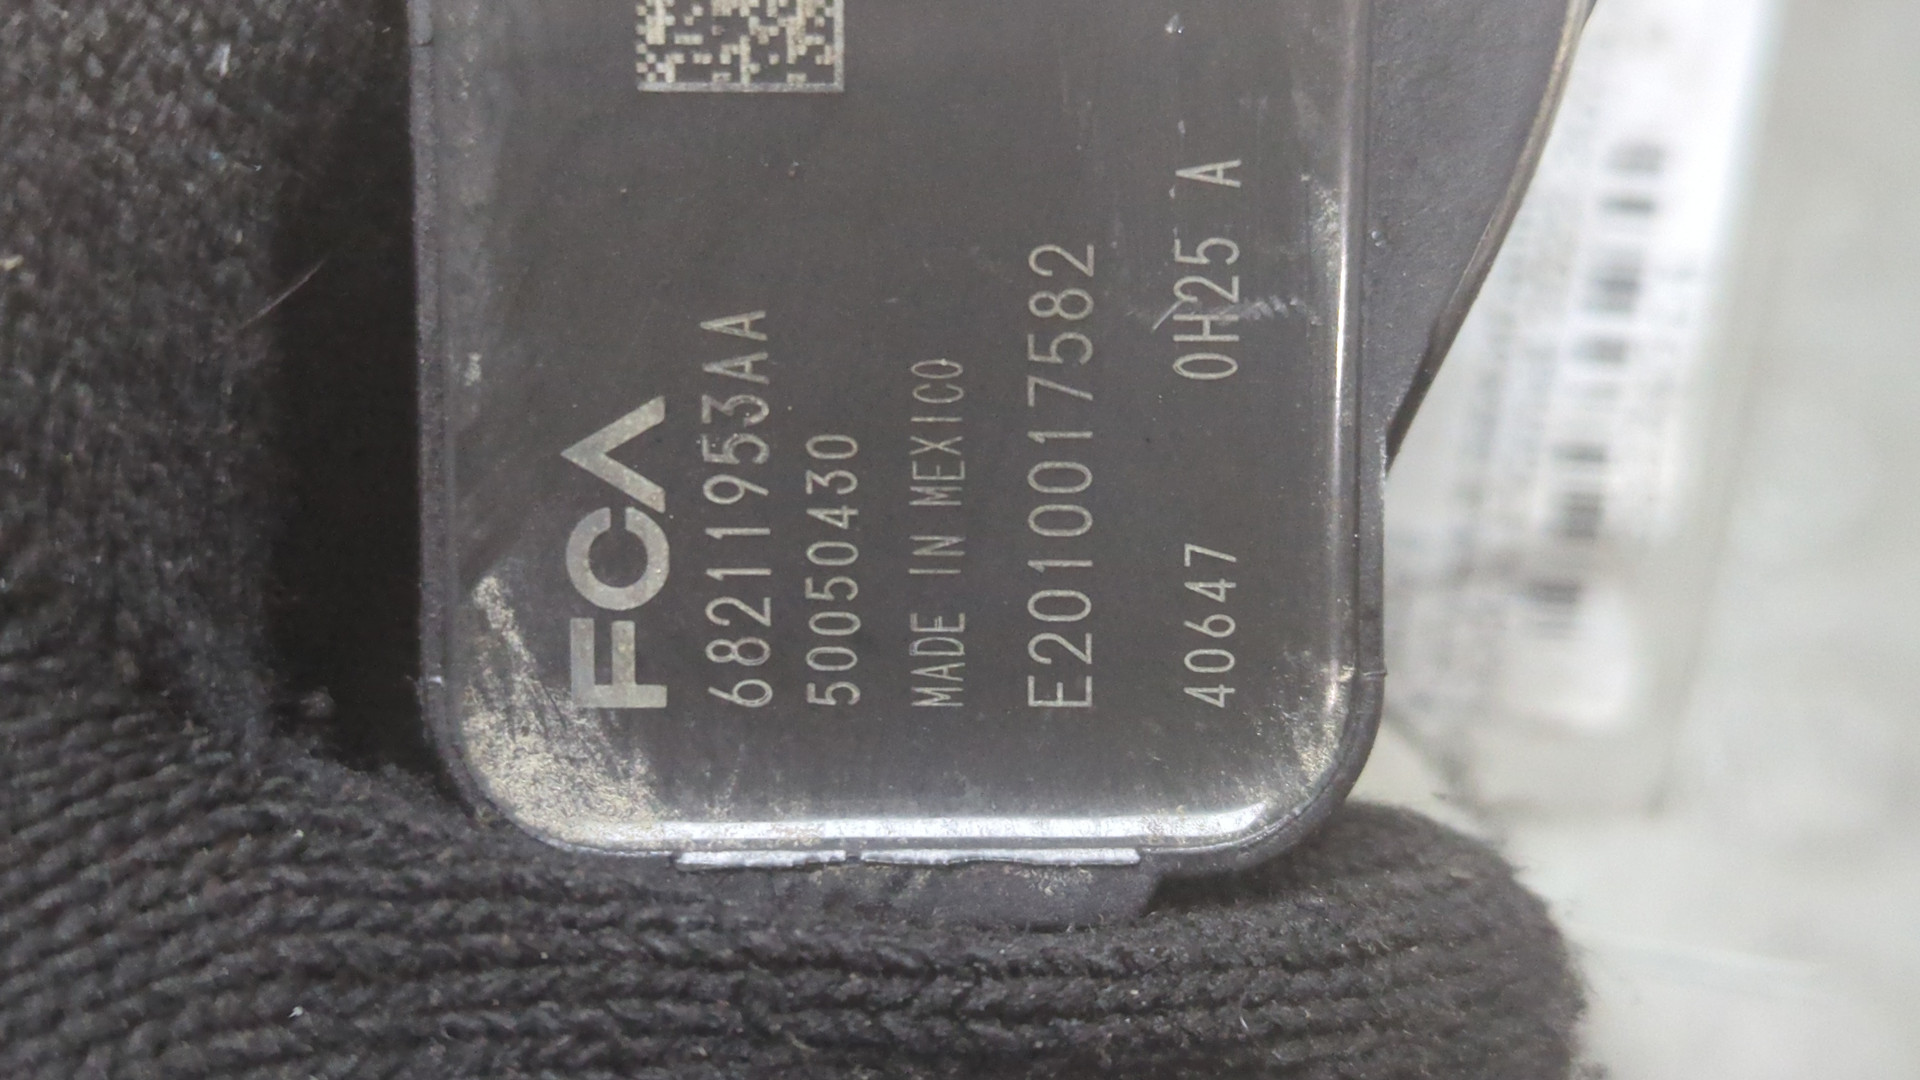 FCA
68211953AA
50050430
MADE IN MEXICO
E2010017582
40647 0H25 A